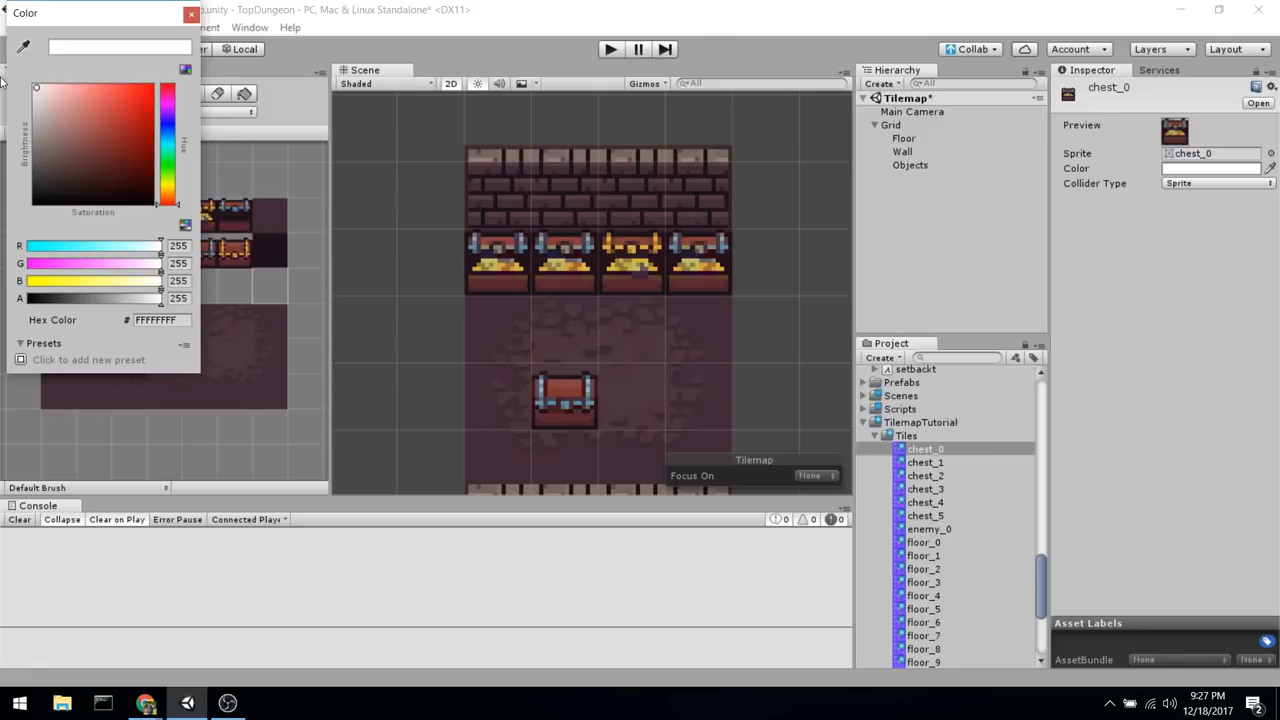 Color
.unity - TopDungeon - PC, Mac & Linux Standalone* <DX11>
ment Window Help
er Local Collab Account Layers Layout
Scene Hierarchy Inspector Services
Shaded 2D Gizmos All Create All
chest_0
Open
Tilemap*
Main Camera
Grid
Floor
Wall
Objects
Preview
Sprite chest_0
Color
Collider Type Sprite
Brightness
Hue
Saturation
R 255
G 255
B 255
A 255
Hex Color # FFFFFFFF
Presets
Click to add new preset
Tilemap
Focus On None
Default Brush
Console
Clear Collapse Clear on Play Error Pause Connected Playe 0 0 0
Project
Create
setbackt
Prefabs
Scenes
Scripts
TilemapTutorial
Tiles
chest_0
chest_1
chest_2
chest_3
chest_4
chest_5
enemy_0
floor_0
floor_1
floor_2
floor_3
floor_4
floor_5
floor_6
floor_7
floor_8
floor_9
Asset Labels
AssetBundle None None
9:27 PM
12/18/2017
2